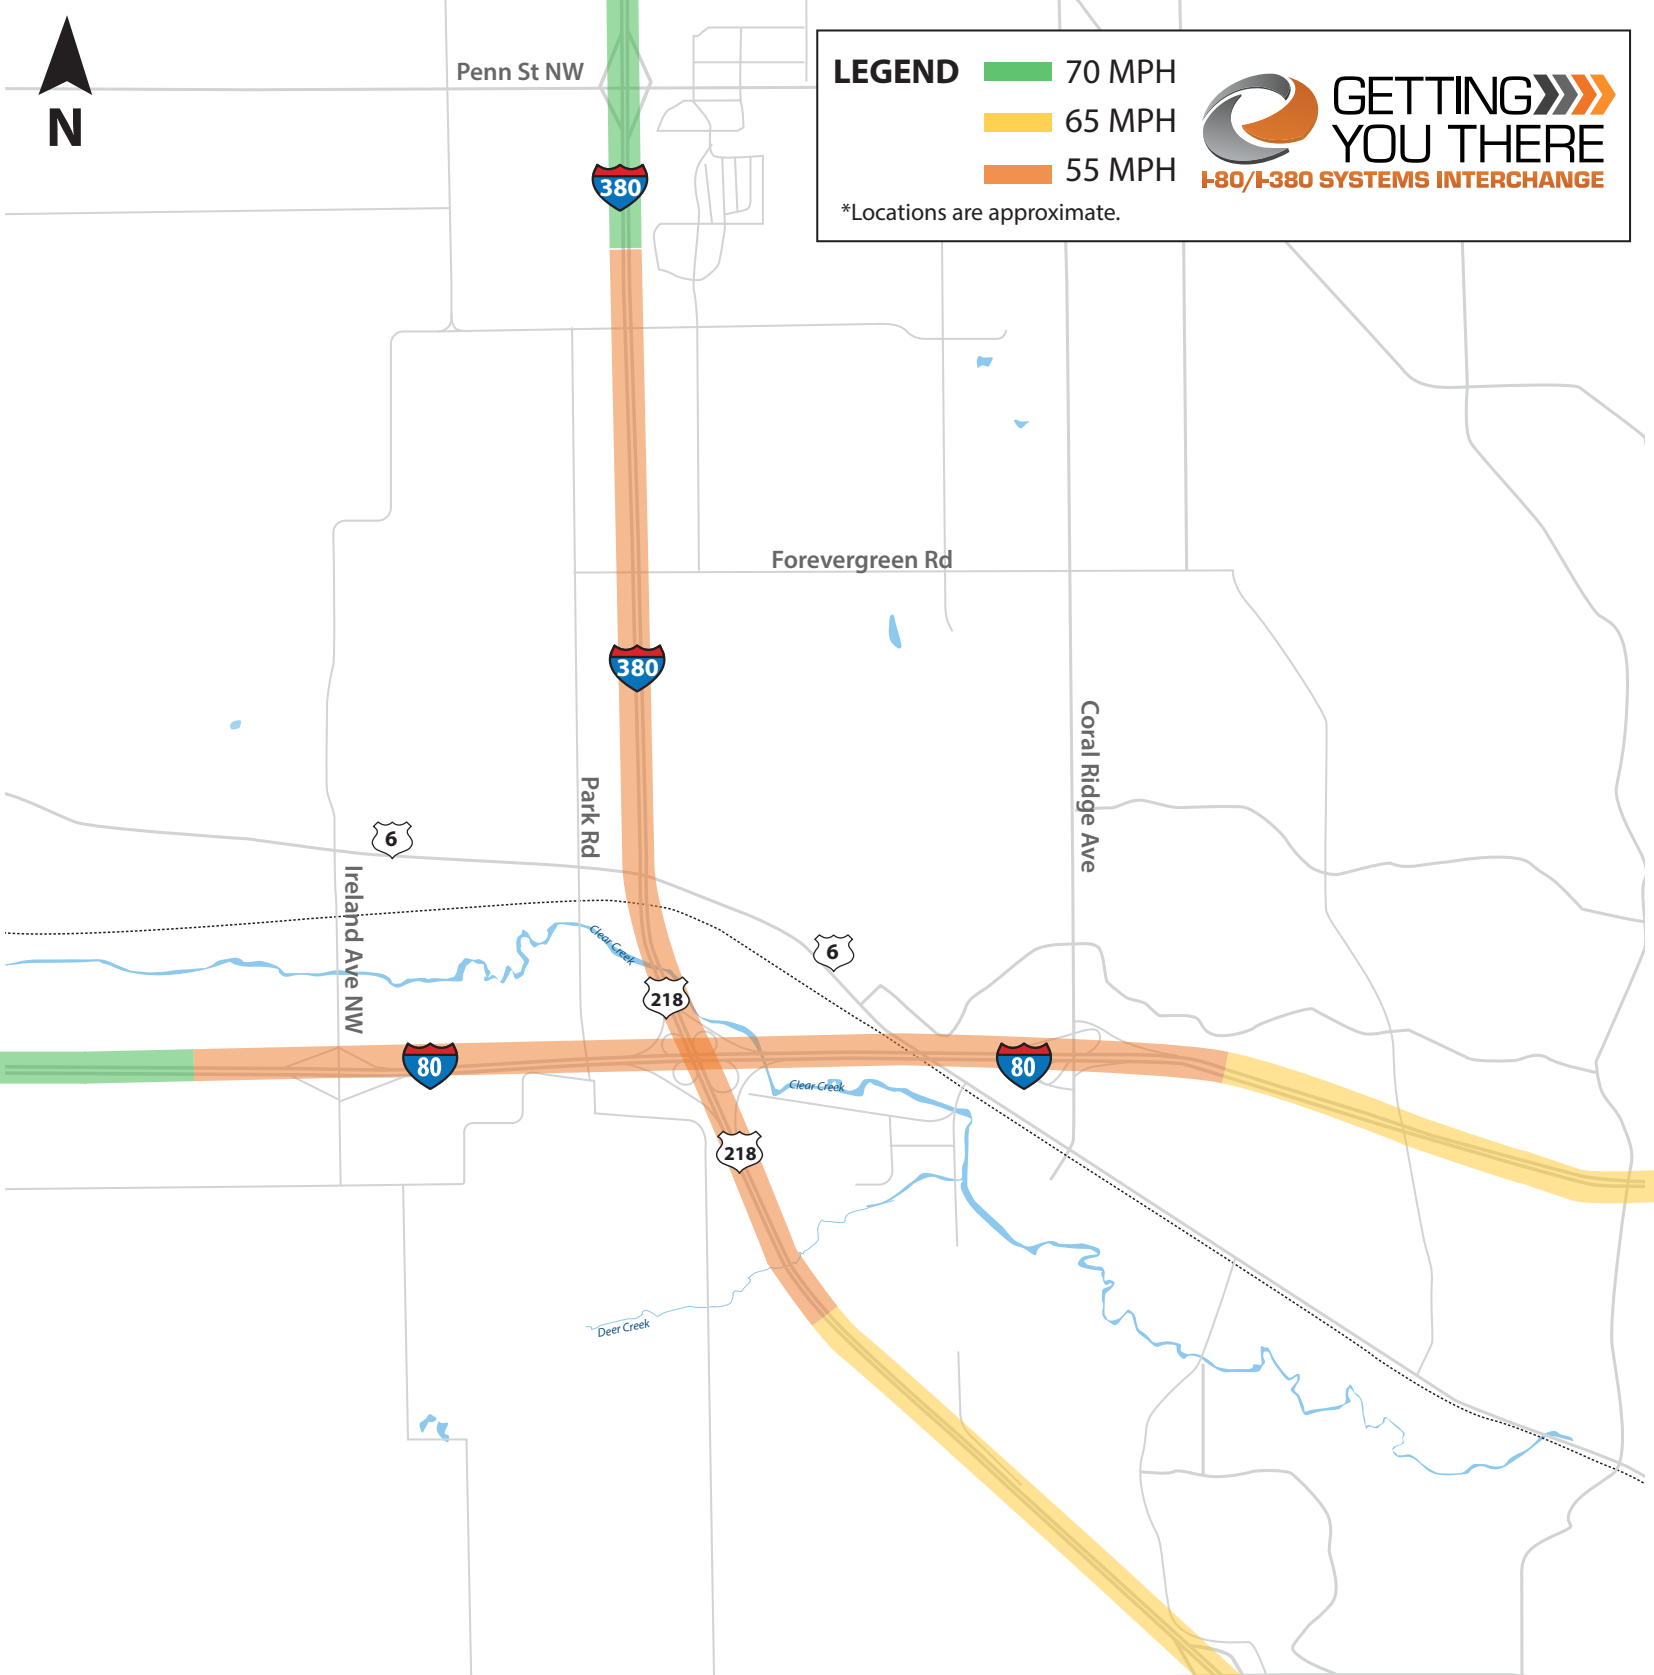 N
Penn St NW
LEGEND
70 MPH
65 MPH
55 MPH
*Locations are approximate.
GETTING
YOU THERE
I-80/I-380 SYSTEMS INTERCHANGE
380
Forevergreen Rd
380
Coral Ridge Ave
Park Rd
6
Ireland Ave NW
Clear Creek
6
218
80
80
Clear Creek
218
Deer Creek